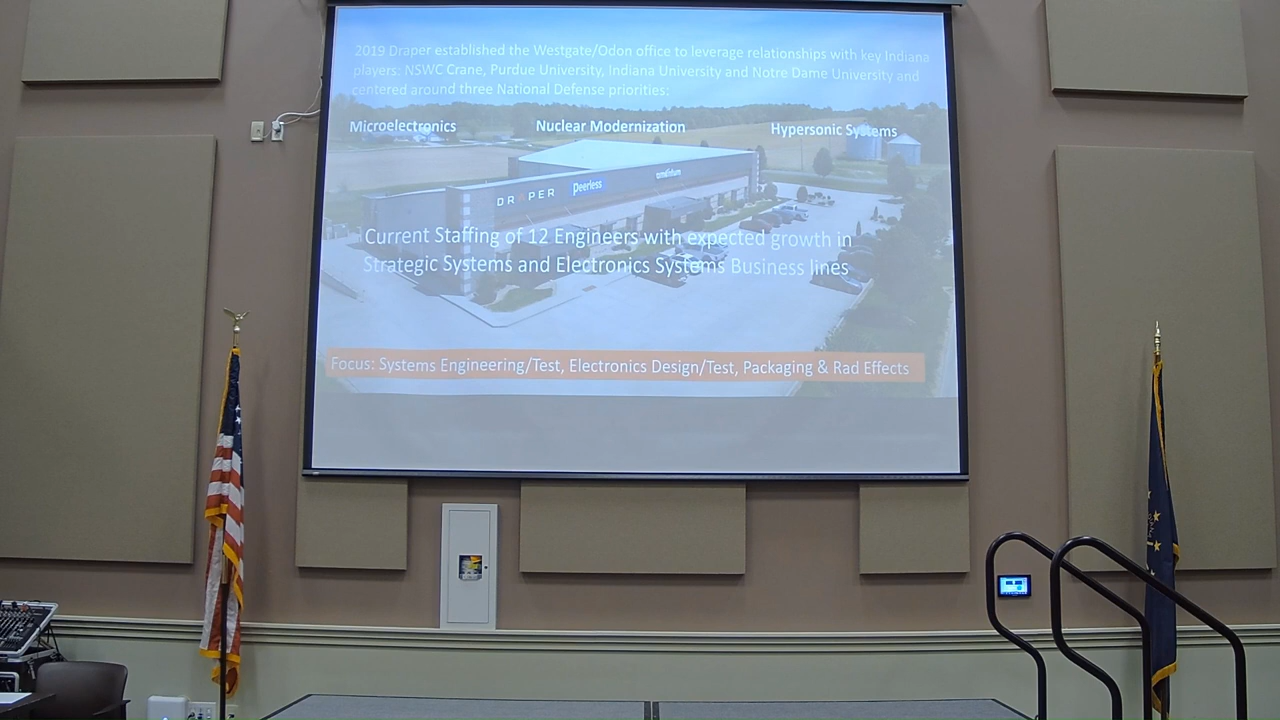 2019 Draper established the Westgate/Odon office to leverage relationships with key Indiana
players: NSWC Crane, Purdue University, Indiana University and Notre Dame University and
centered around three National Defense priorities:
Microelectronics Nuclear Modernization Hypersonic Systems
DRAPER Peerless
Current Staffing of 12 Engineers with expected growth in
Strategic Systems and Electronics Systems Business lines
Focus: Systems Engineering/Test, Electronics Design/Test, Packaging & Rad Effects